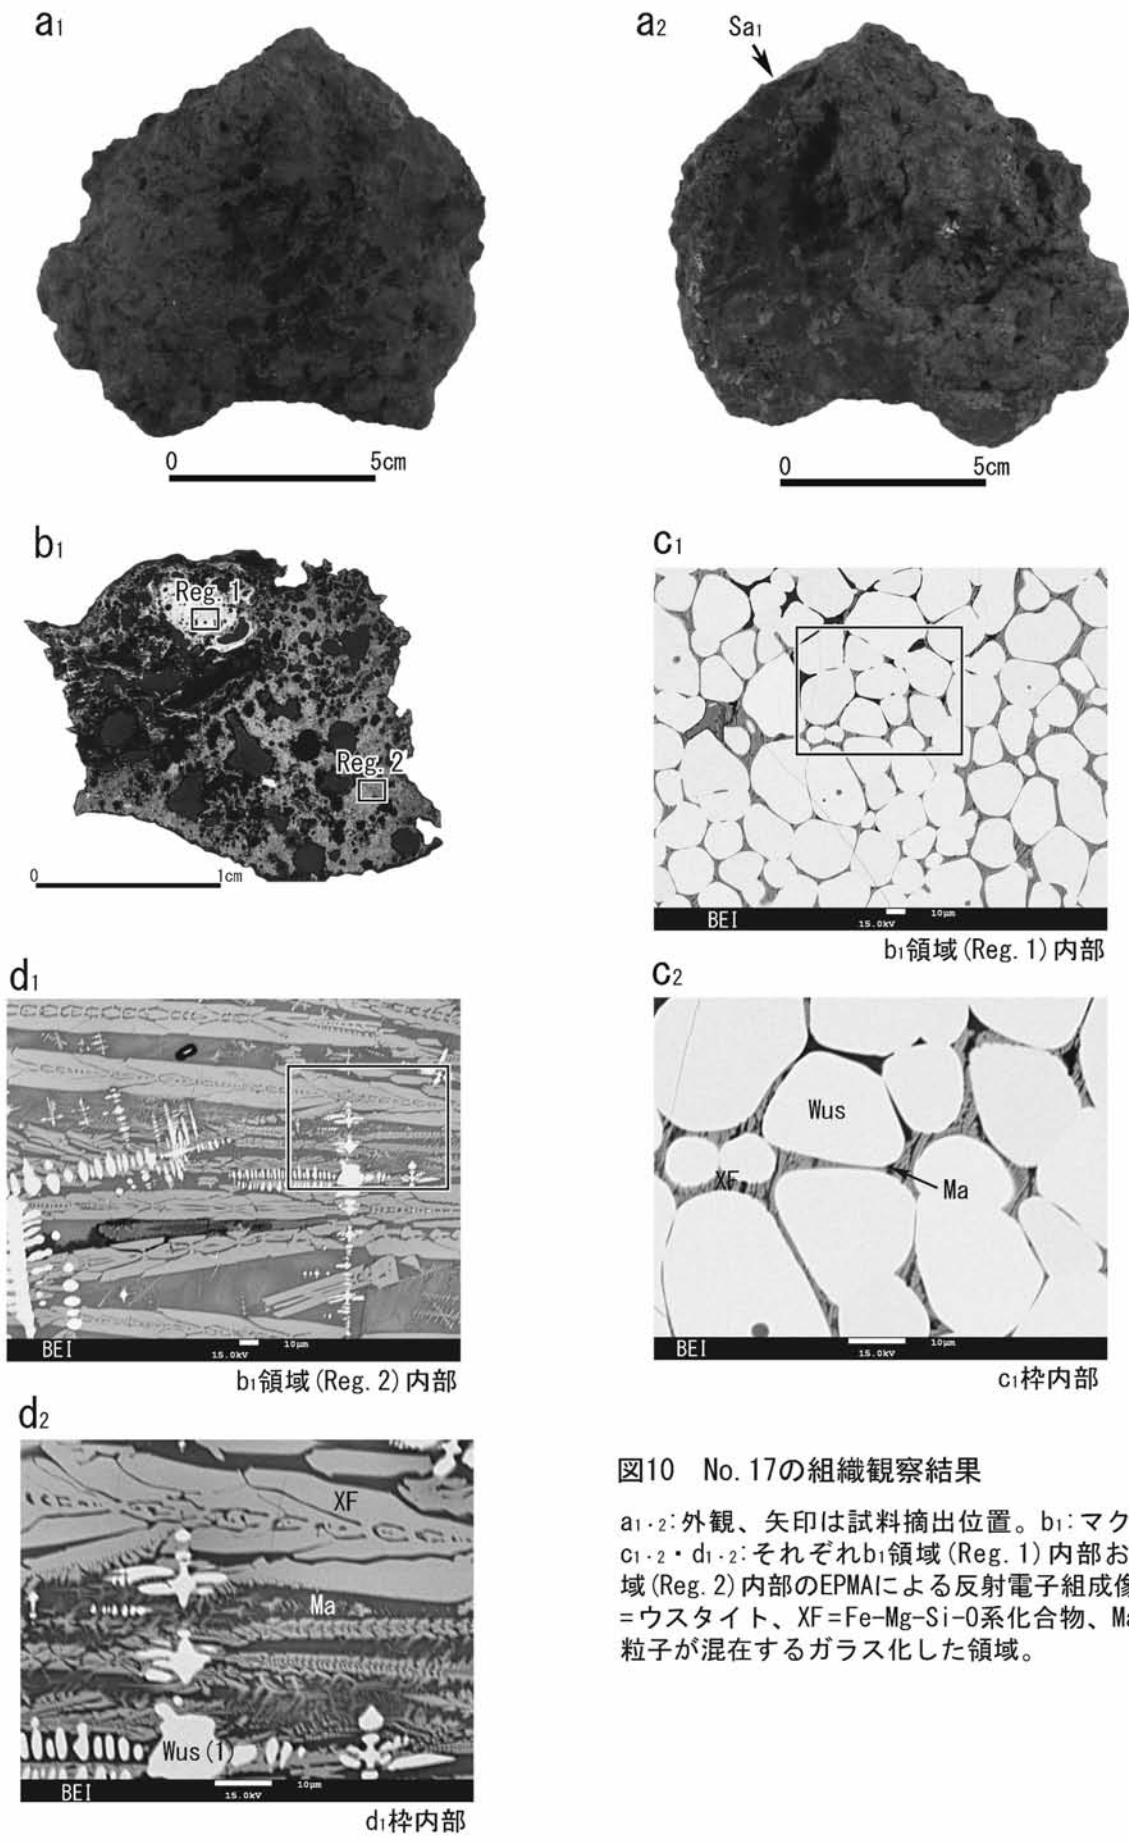 a1
a2
Sa1
0 5cm
0 5cm
b1
Reg. 1
Reg. 2
0 1cm
c1
BEI 15.0kV 10μm
b1領域(Reg. 1)内部
d1
BEI 15.0kV 10μm
b1領域(Reg. 2)内部
c2
Wus
XF
Ma
BEI 15.0kV 10μm
c1枠内部
d2
XF
Ma
Wus(1)
BEI 15.0kV 10μm
d1枠内部
図10 No.17の組織観察結果
a1・2:外観、矢印は試料摘出位置。b1:マク
c1・2・d1・2:それぞれb1領域(Reg. 1)内部お
域(Reg. 2)内部のEPMAによる反射電子組成像
=ウスタイト、XF=Fe-Mg-Si-O系化合物、Ma
粒子が混在するガラス化した領域。